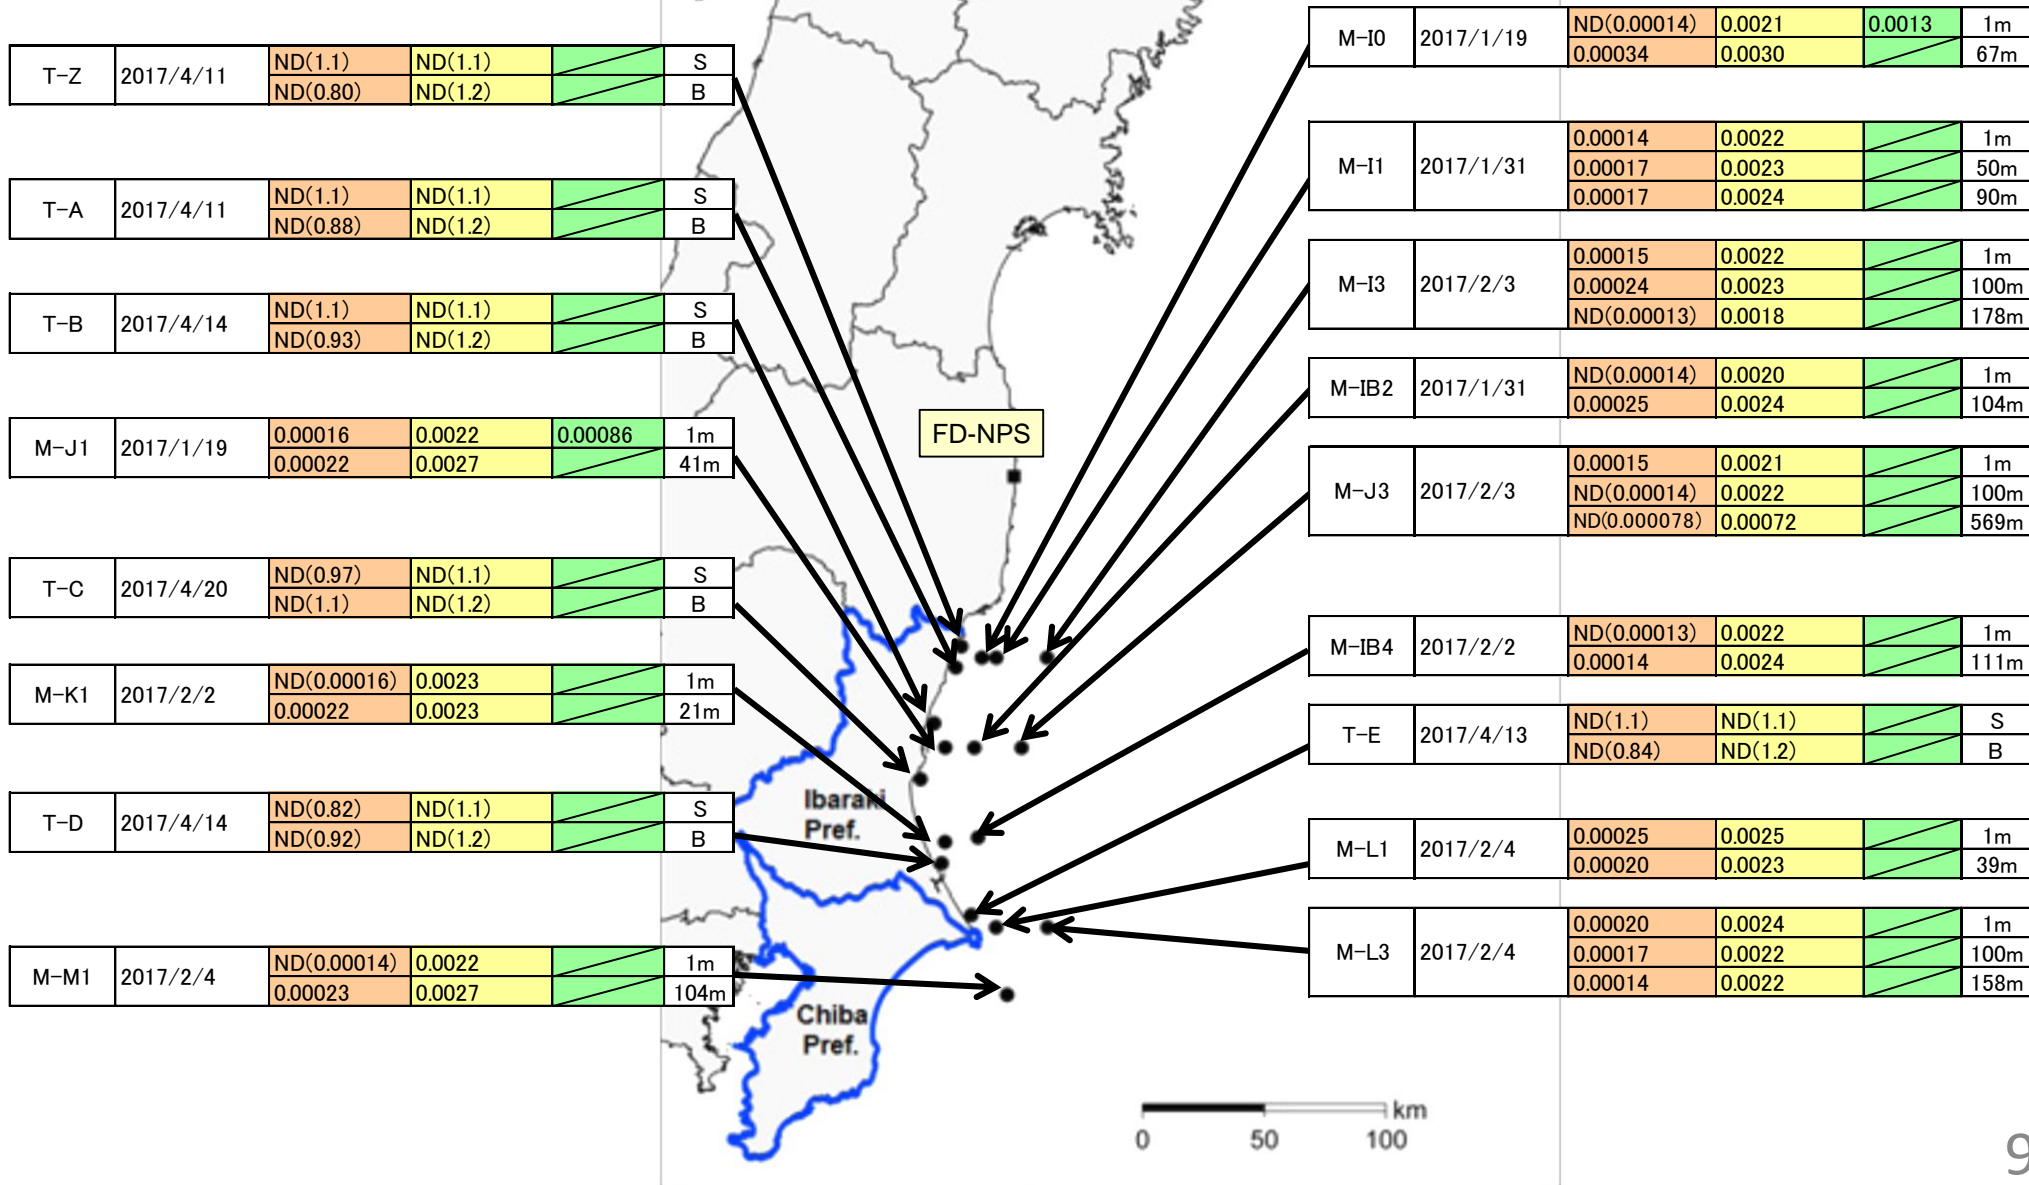 T-Z 2017/4/11 ND(1.1) ND(1.1) S
ND(0.80) ND(1.2) B
T-A 2017/4/11 ND(1.1) ND(1.1) S
ND(0.88) ND(1.2) B
T-B 2017/4/14 ND(1.1) ND(1.1) S
ND(0.93) ND(1.2) B
M-J1 2017/1/19 0.00016 0.0022 0.00086 1m
0.00022 0.0027 41m
T-C 2017/4/20 ND(0.97) ND(1.1) S
ND(1.1) ND(1.2) B
M-K1 2017/2/2 ND(0.00016) 0.0023 1m
0.00022 0.0023 21m
T-D 2017/4/14 ND(0.82) ND(1.1) S
ND(0.92) ND(1.2) B
M-M1 2017/2/4 ND(0.00014) 0.0022 1m
0.00023 0.0027 104m
FD-NPS
Ibaraki
Pref.
Chiba
Pref.
M-I0 2017/1/19 ND(0.00014) 0.0021 0.0013 1m
0.00034 0.0030 67m
M-I1 2017/1/31 0.00014 0.0022 1m
0.00017 0.0023 50m
0.00017 0.0024 90m
M-I3 2017/2/3 0.00015 0.0022 1m
0.00024 0.0023 100m
ND(0.00013) 0.0018 178m
M-IB2 2017/1/31 ND(0.00014) 0.0020 1m
0.00025 0.0024 104m
M-J3 2017/2/3 0.00015 0.0021 1m
ND(0.00014) 0.0022 100m
ND(0.000078) 0.00072 569m
M-IB4 2017/2/2 ND(0.00013) 0.0022 1m
0.00014 0.0024 111m
T-E 2017/4/13 ND(1.1) ND(1.1) S
ND(0.84) ND(1.2) B
M-L1 2017/2/4 0.00025 0.0025 1m
0.00020 0.0023 39m
M-L3 2017/2/4 0.00020 0.0024 1m
0.00017 0.0022 100m
0.00014 0.0022 158m
km
0 50 100
9